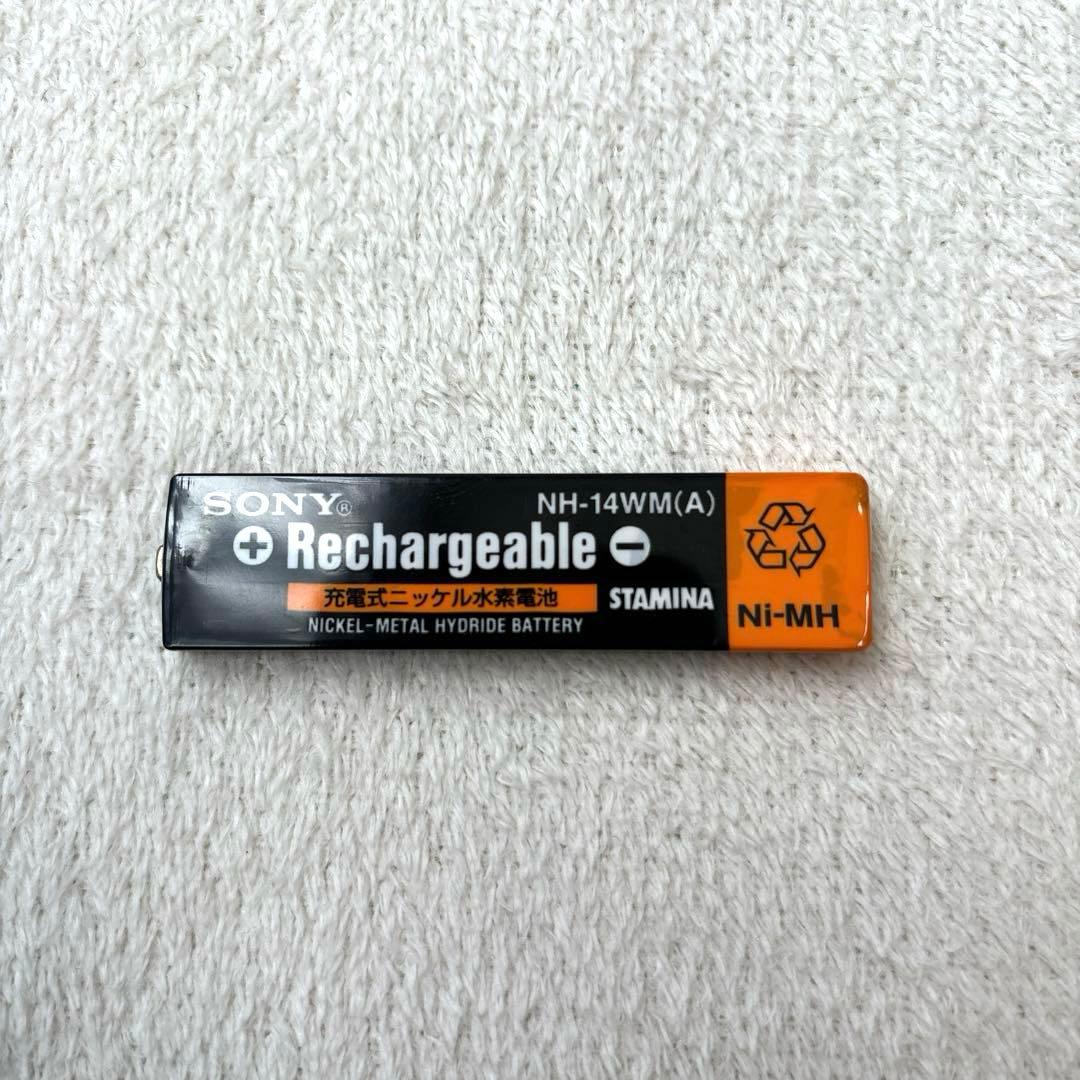 SONY®
NH-14WM(A)
+ Rechargeable −
充電式ニッケル水素電池
STAMINA
NICKEL-METAL HYDRIDE BATTERY
Ni-MH